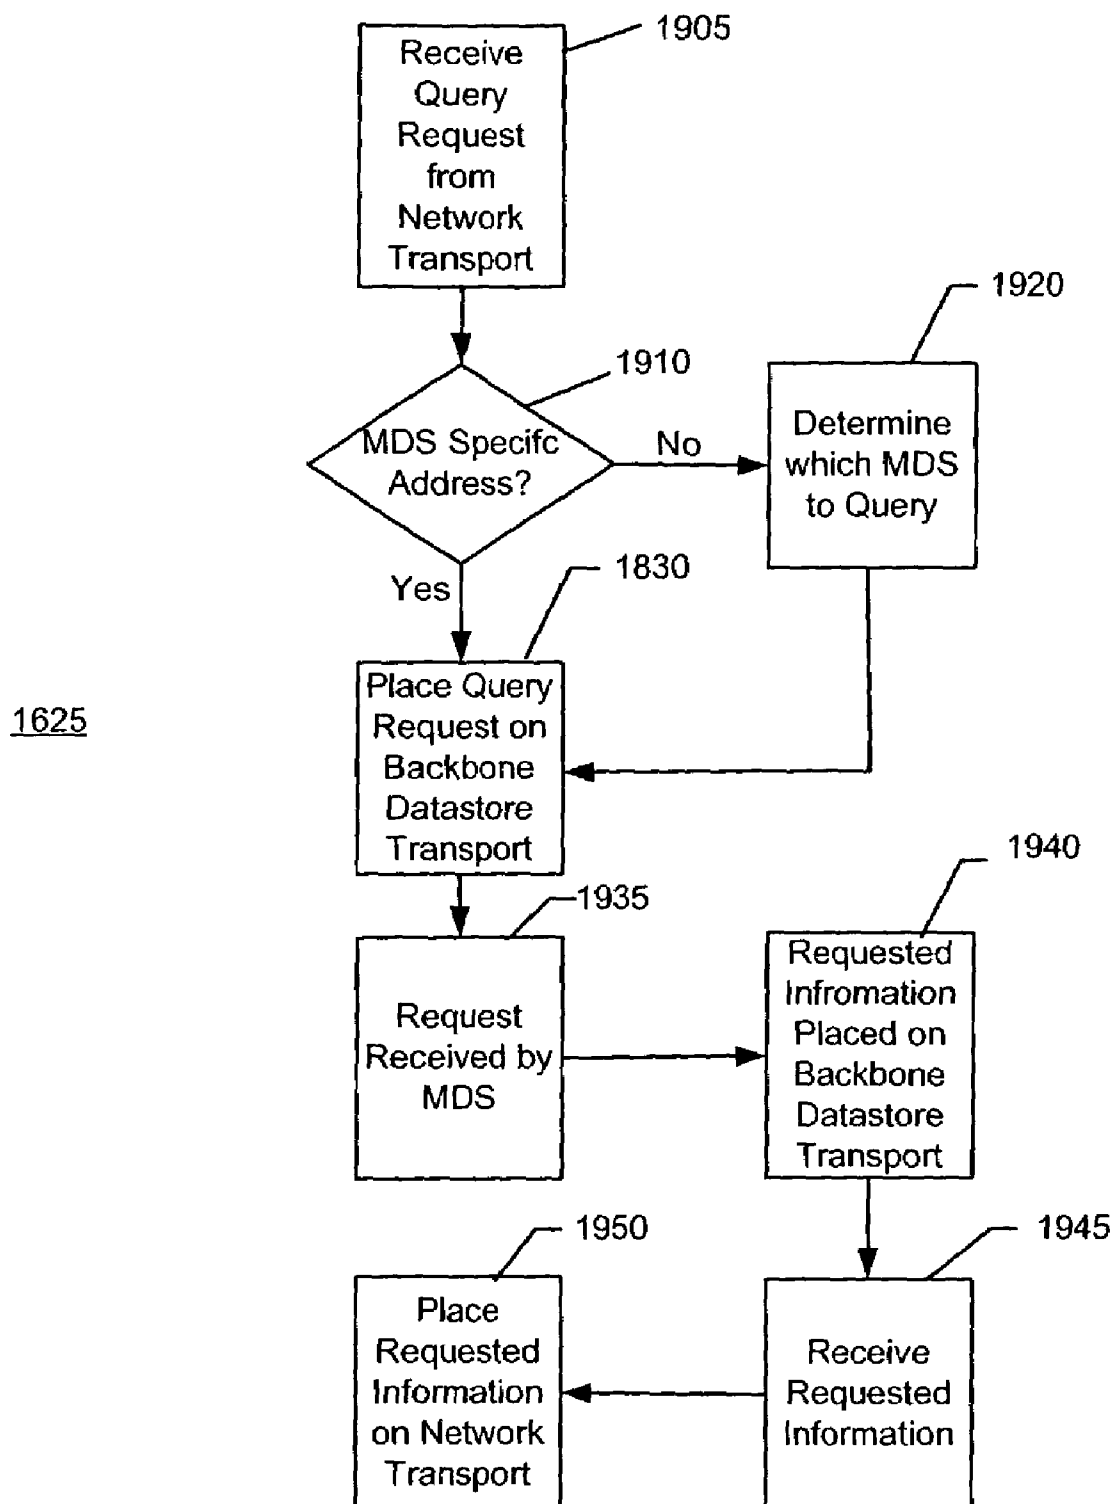 1905
Receive
Query
Request
from
Network
Transport
1910
MDS Specifc
Address?
No
1920
Determine
which MDS
to Query
Yes
1830
Place Query
Request on
Backbone
Datastore
Transport
1625
1935
Request
Received by
MDS
1940
Requested
Infromation
Placed on
Backbone
Datastore
Transport
1945
Receive
Requested
Information
1950
Place
Requested
Information
on Network
Transport